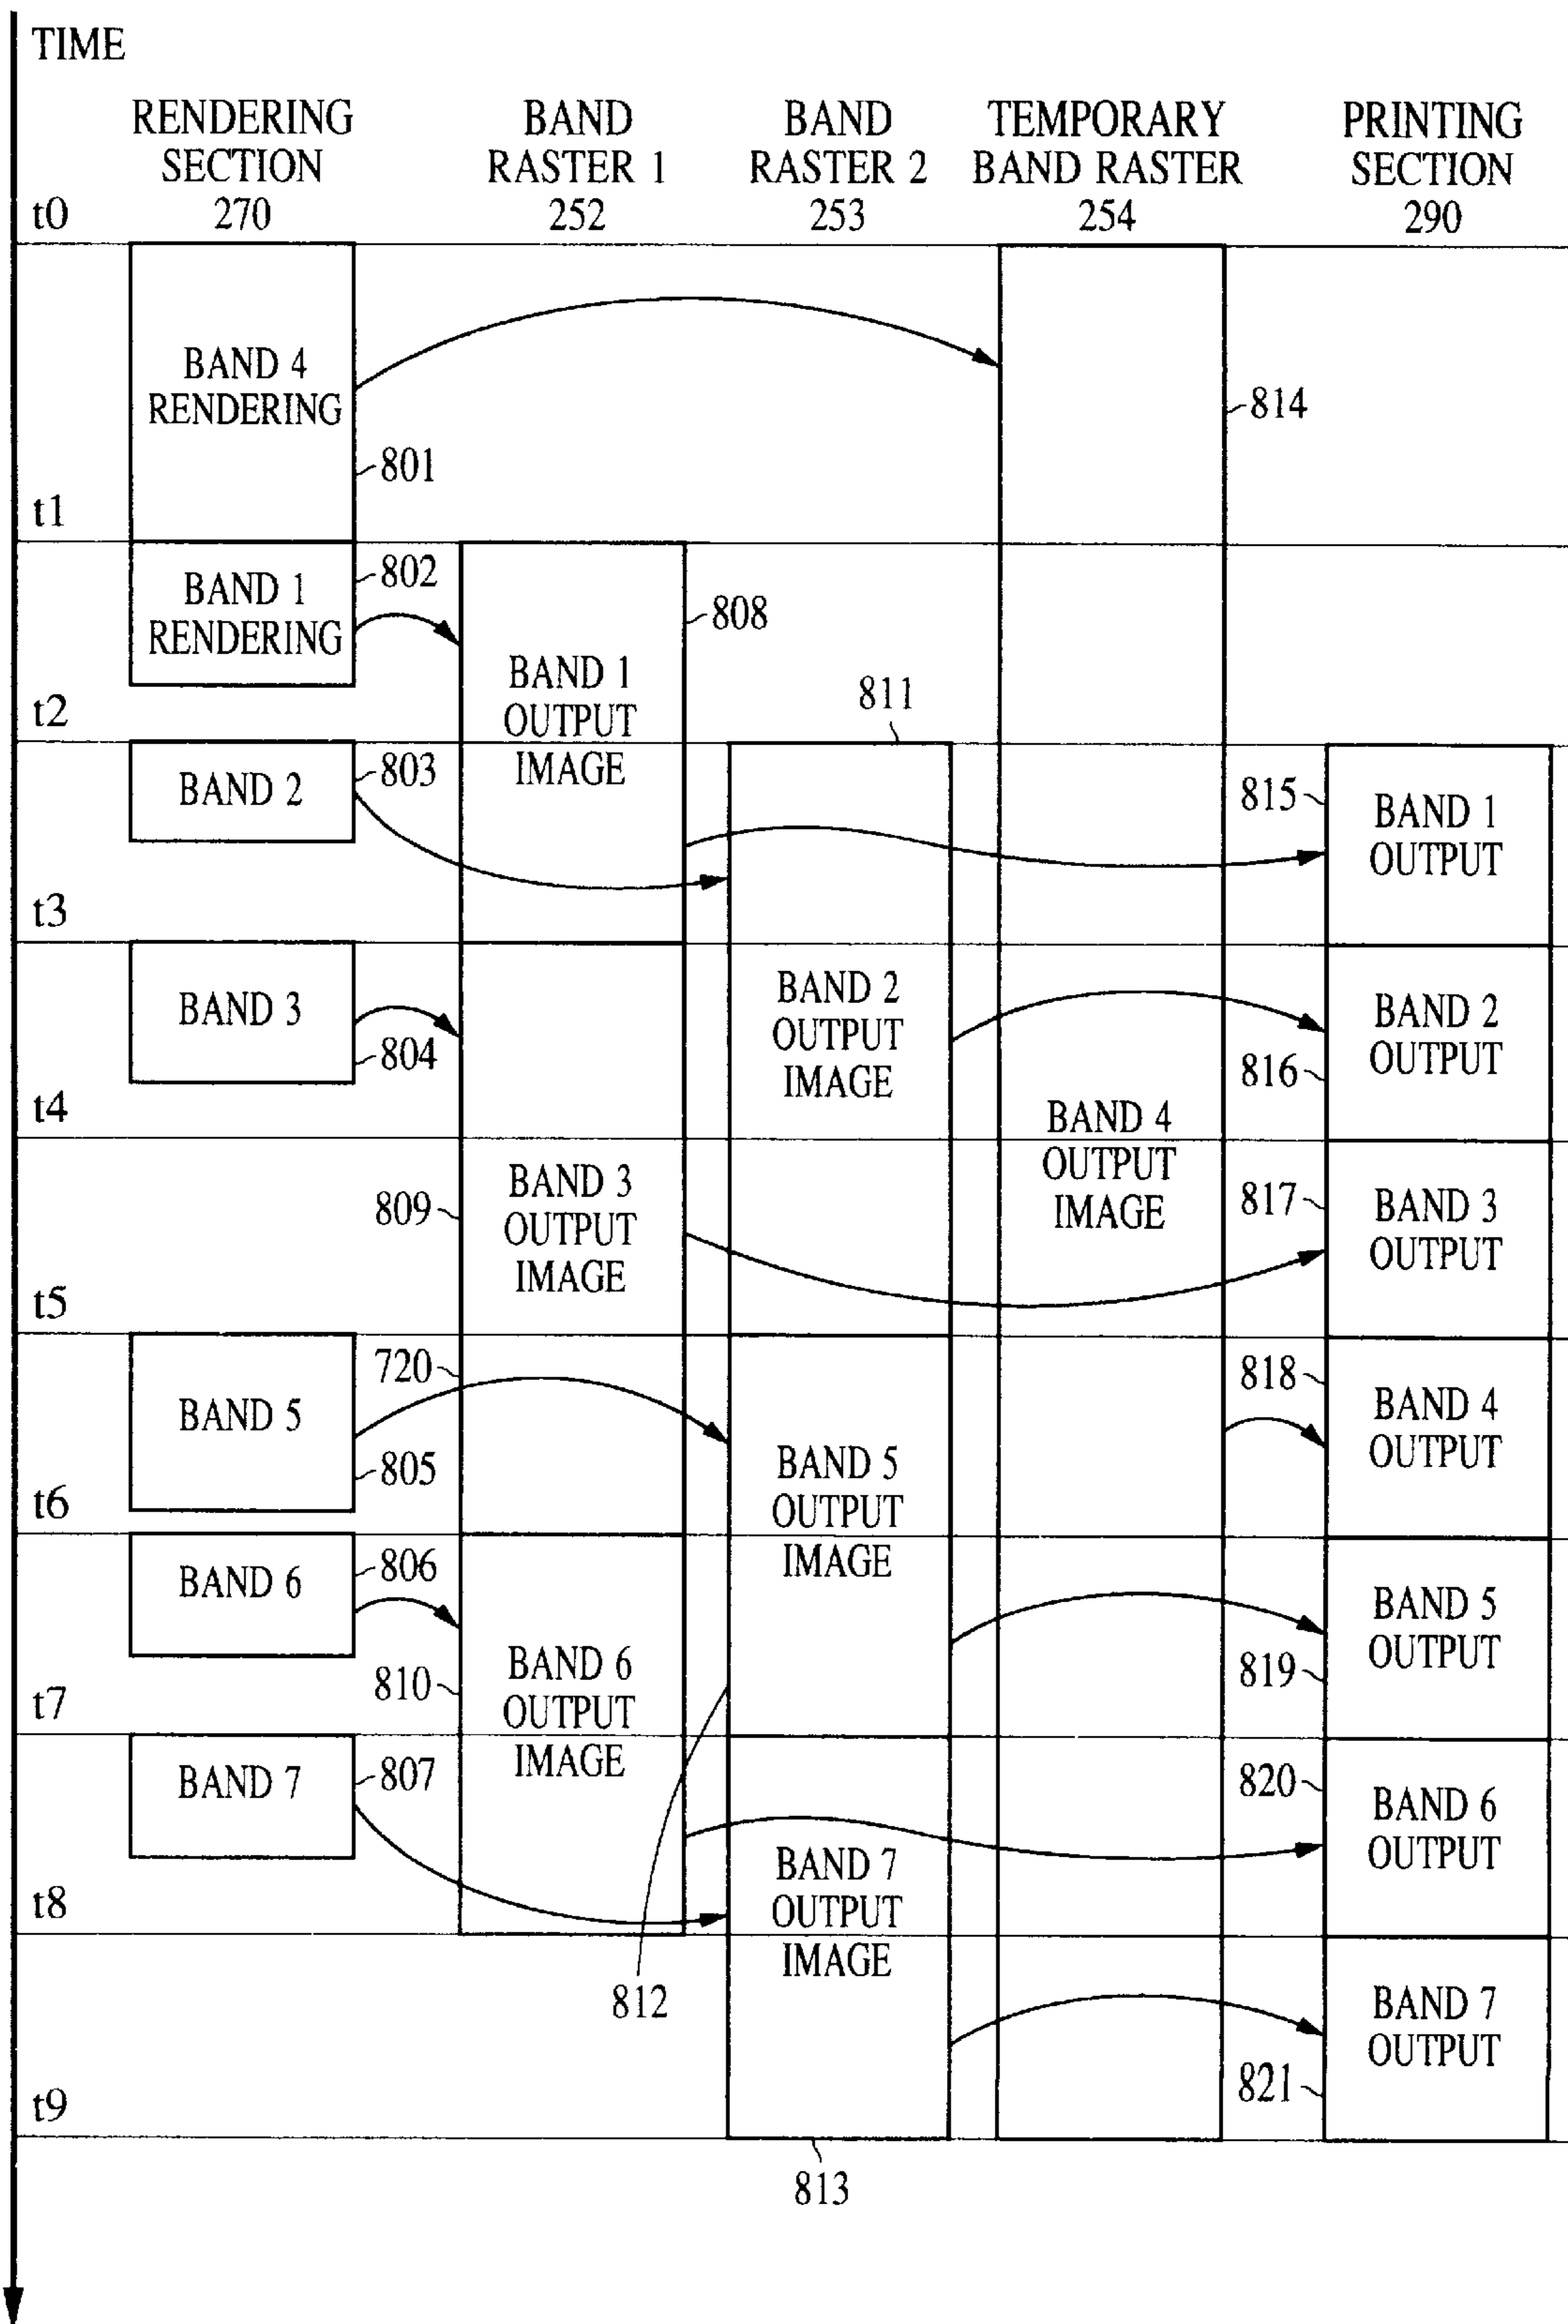 TIME
RENDERING
SECTION
270
BAND
RASTER 1
252
BAND
RASTER 2
253
TEMPORARY
BAND RASTER
254
PRINTING
SECTION
290
t0
BAND 4
RENDERING
801
814
t1
BAND 1
RENDERING
802
808
BAND 1
OUTPUT
IMAGE
811
t2
BAND 2
803
815
BAND 1
OUTPUT
t3
BAND 3
804
BAND 2
OUTPUT
IMAGE
816
BAND 2
OUTPUT
t4
BAND 4
OUTPUT
IMAGE
809
BAND 3
OUTPUT
IMAGE
817
BAND 3
OUTPUT
t5
720
BAND 5
805
BAND 5
OUTPUT
IMAGE
818
BAND 4
OUTPUT
t6
BAND 6
806
810
BAND 6
OUTPUT
IMAGE
BAND 5
OUTPUT
819
t7
BAND 7
807
820
BAND 6
OUTPUT
BAND 7
OUTPUT
IMAGE
t8
812
BAND 7
OUTPUT
821
t9
813